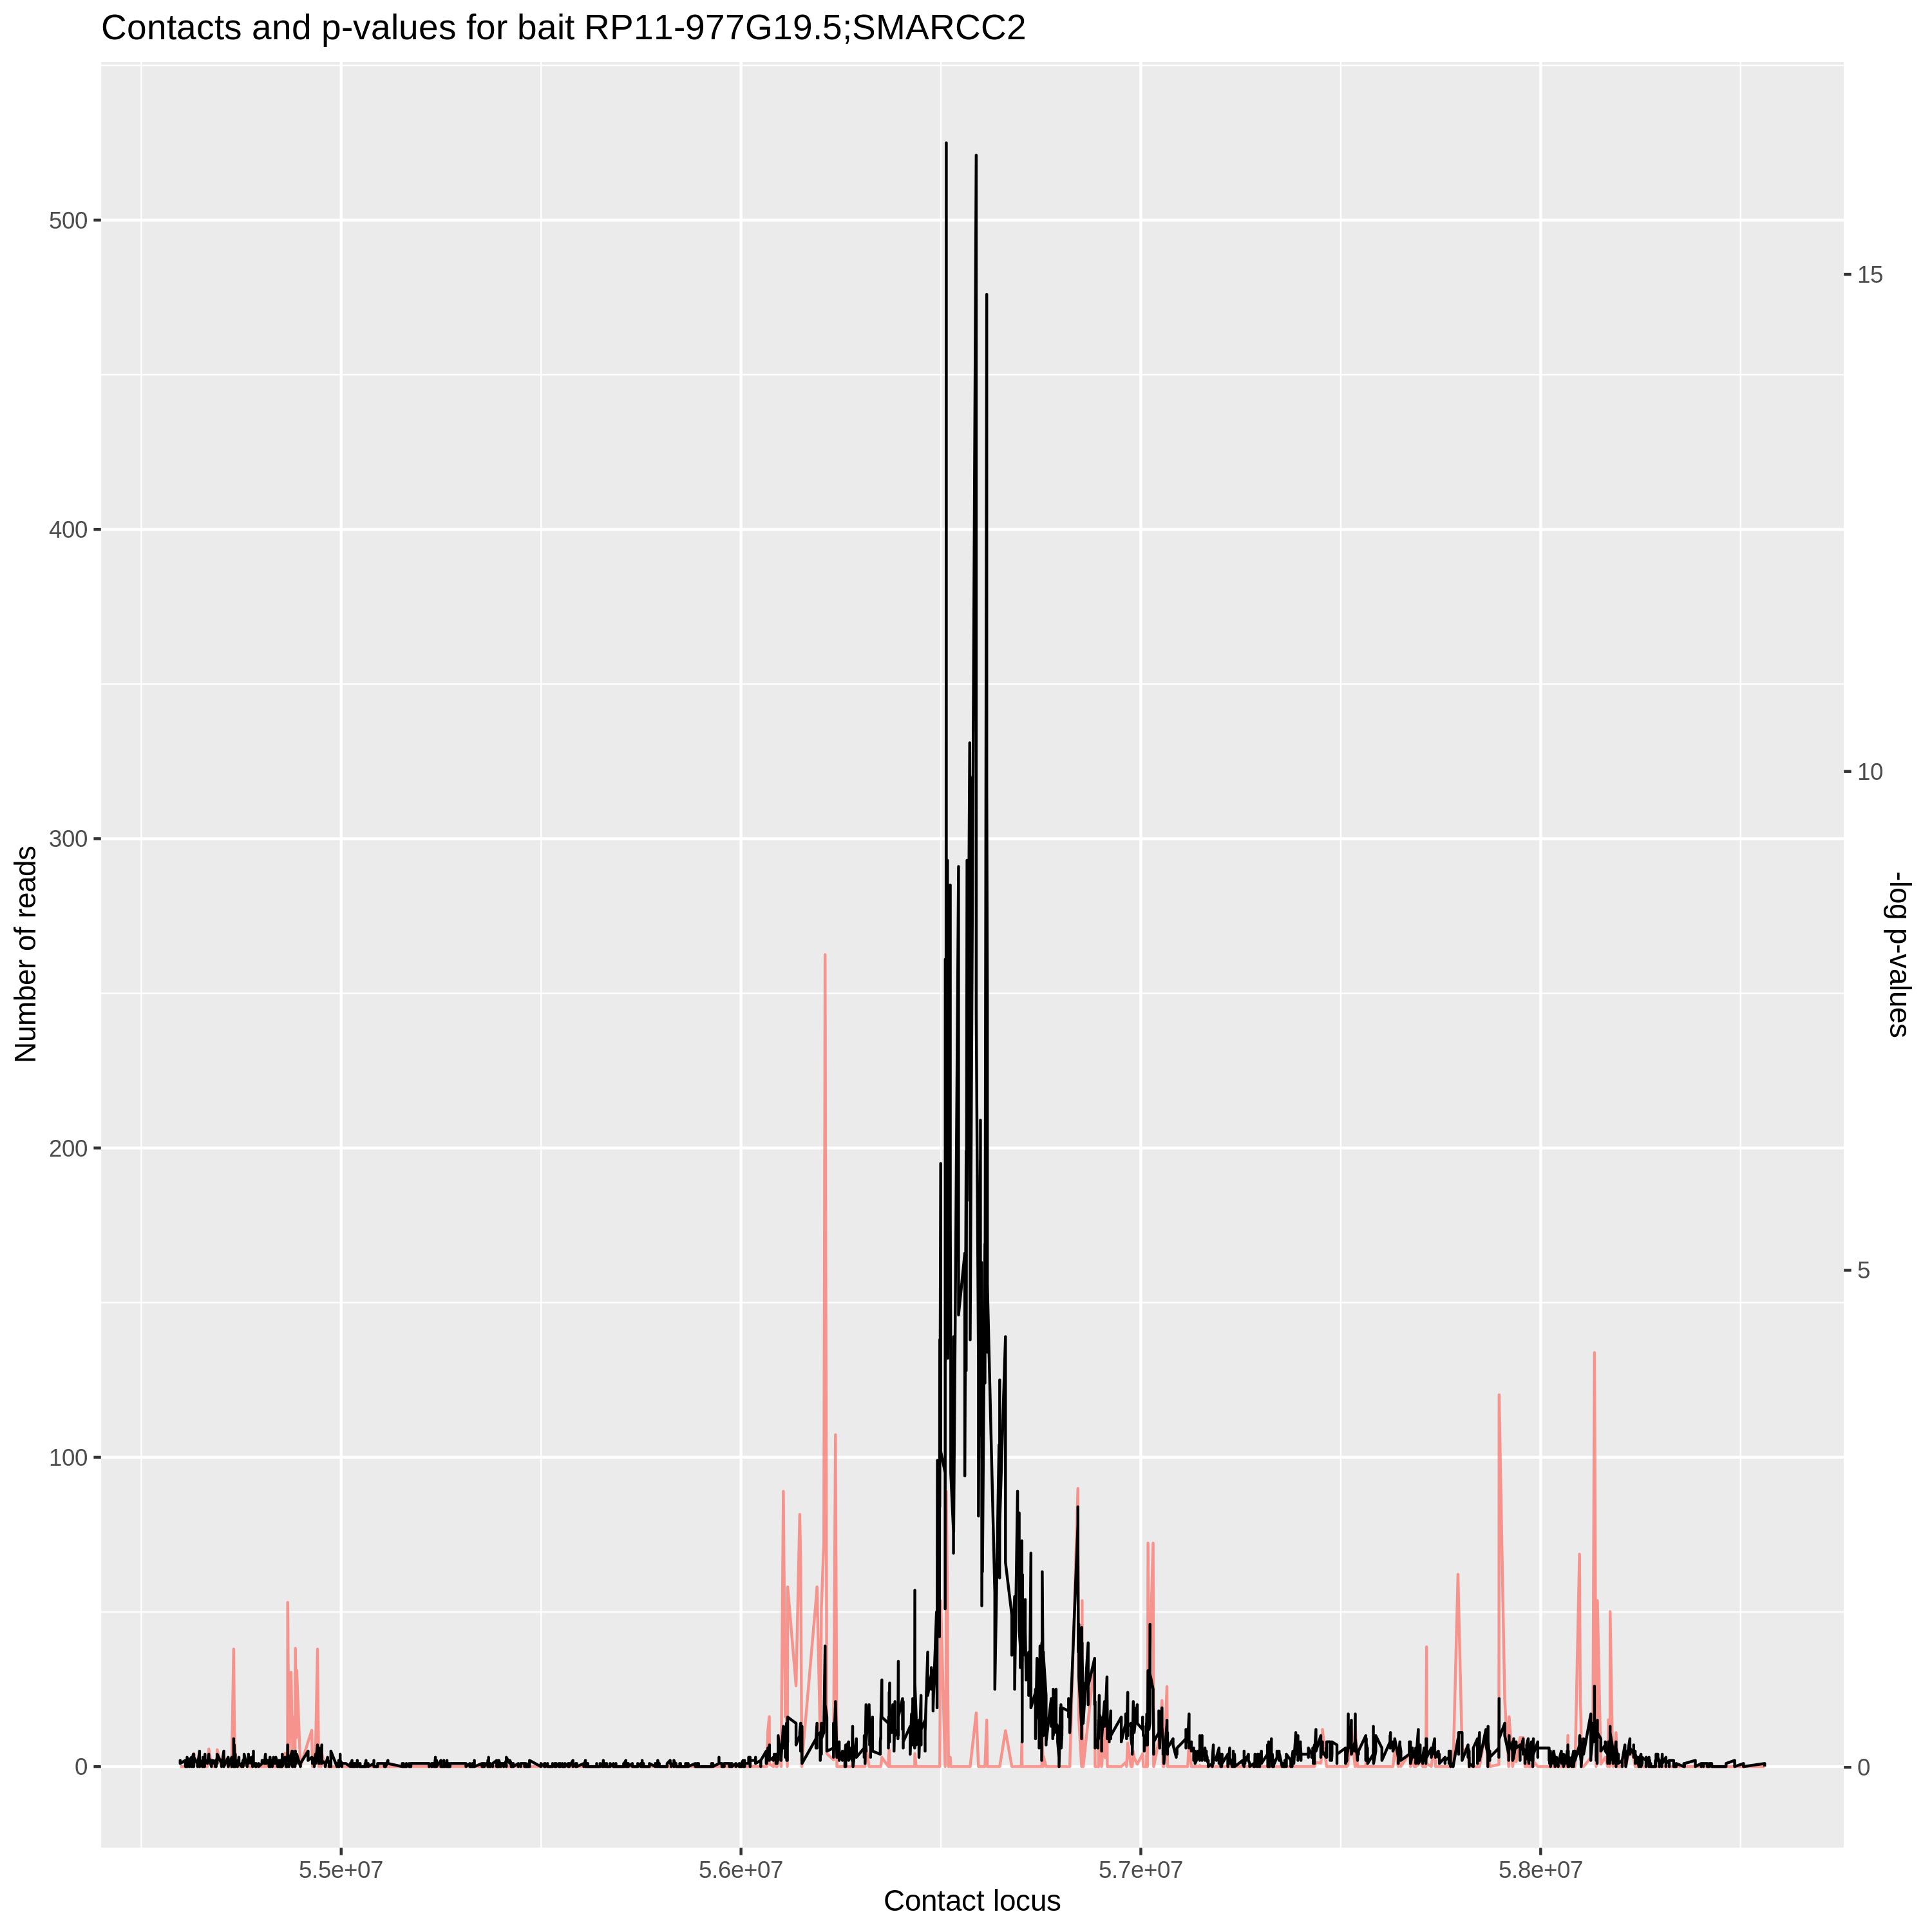 Contacts and p-values for bait RP11-977G19.5;SMARCC2
Number of reads
500
400
300
200
100
0
15
10
5
0
-log p-values
5.5e+07
5.6e+07
5.7e+07
5.8e+07
Contact locus